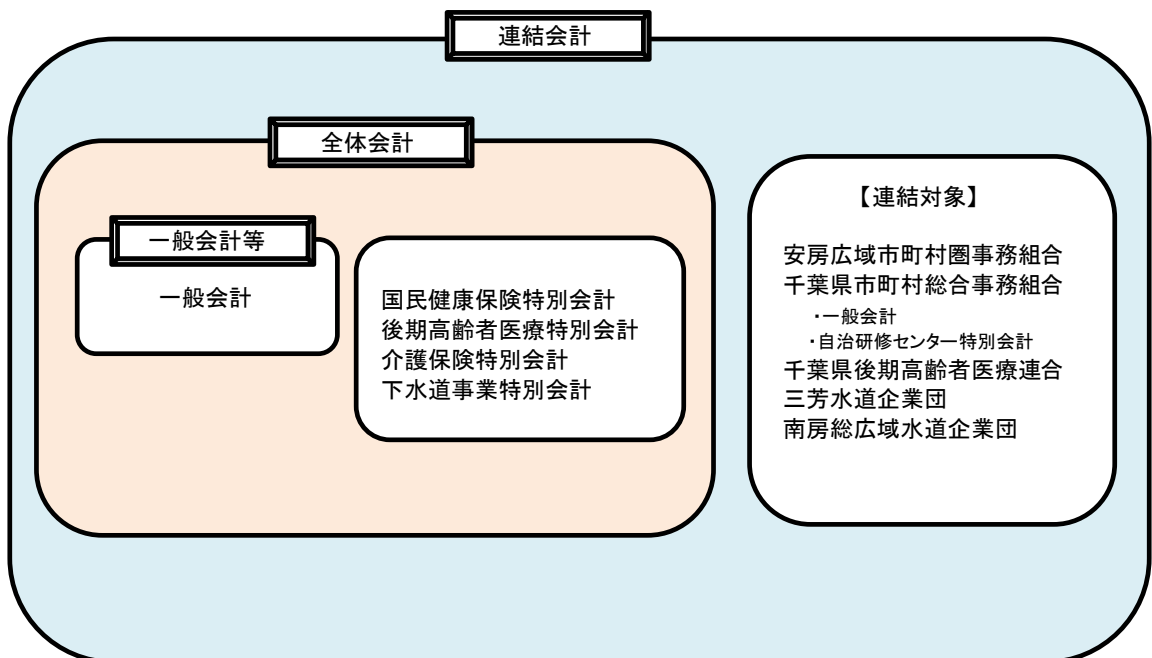 連結会計
全体会計
一般会計等
一般会計
国民健康保険特別会計
後期高齢者医療特別会計
介護保険特別会計
下水道事業特別会計
【連結対象】
安房広域市町村圏事務組合
千葉県市町村総合事務組合
・一般会計
・自治研修センター特別会計
千葉県後期高齢者医療連合
三芳水道企業団
南房総広域水道企業団